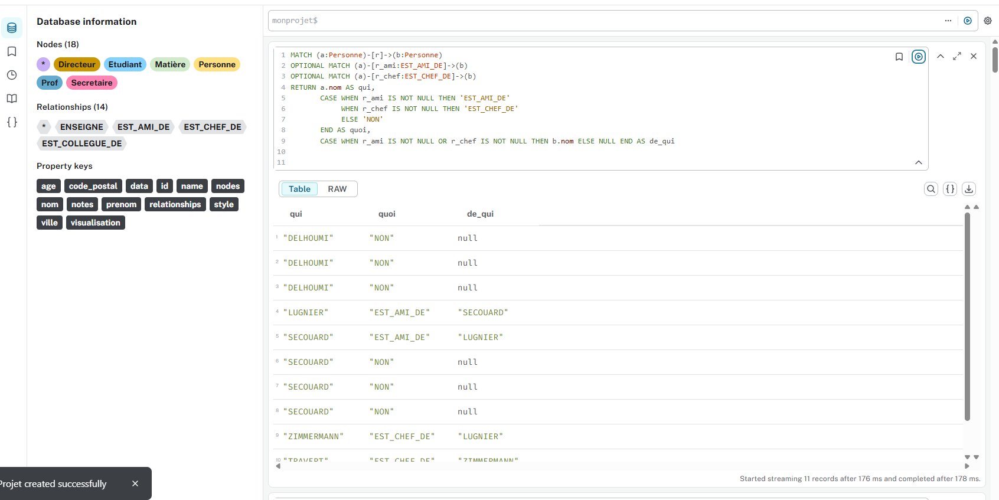 Database information
Nodes (18)
* Directeur Etudiant Matière Personne
Prof Secretaire
Relationships (14)
* ENSEIGNE EST_AMI_DE EST_CHEF_DE
EST_COLLEGUE_DE
Property keys
age code_postal data id name nodes
nom notes prenom relationships style
ville visualisation
Projet created successfully
monprojet$
1 MATCH (a:Personne)-[r]->(b:Personne)
2 OPTIONAL MATCH (a)-[r_ami:EST_AMI_DE]->(b)
3 OPTIONAL MATCH (a)-[r_chef:EST_CHEF_DE]->(b)
4 RETURN a.nom AS qui,
5 CASE WHEN r_ami IS NOT NULL THEN 'EST_AMI_DE'
6 WHEN r_chef IS NOT NULL THEN 'EST_CHEF_DE'
7 ELSE 'NON'
8 END AS quoi,
9 CASE WHEN r_ami IS NOT NULL OR r_chef IS NOT NULL THEN b.nom ELSE NULL END AS de_qui
10
11
Table RAW
qui quoi de_qui
1 "DELHOUMI" "NON" null
2 "DELHOUMI" "NON" null
3 "DELHOUMI" "NON" null
4 "LUGNIER" "EST_AMI_DE" "SECOUARD"
5 "SECOUARD" "EST_AMI_DE" "LUGNIER"
6 "SECOUARD" "NON" null
7 "SECOUARD" "NON" null
8 "SECOUARD" "NON" null
9 "ZIMMERMANN" "EST_CHEF_DE" "LUGNIER"
10 "TRAVERT" "EST_CHEF_DE" "ZIMMERMANN"
Started streaming 11 records after 176 ms and completed after 178 ms.